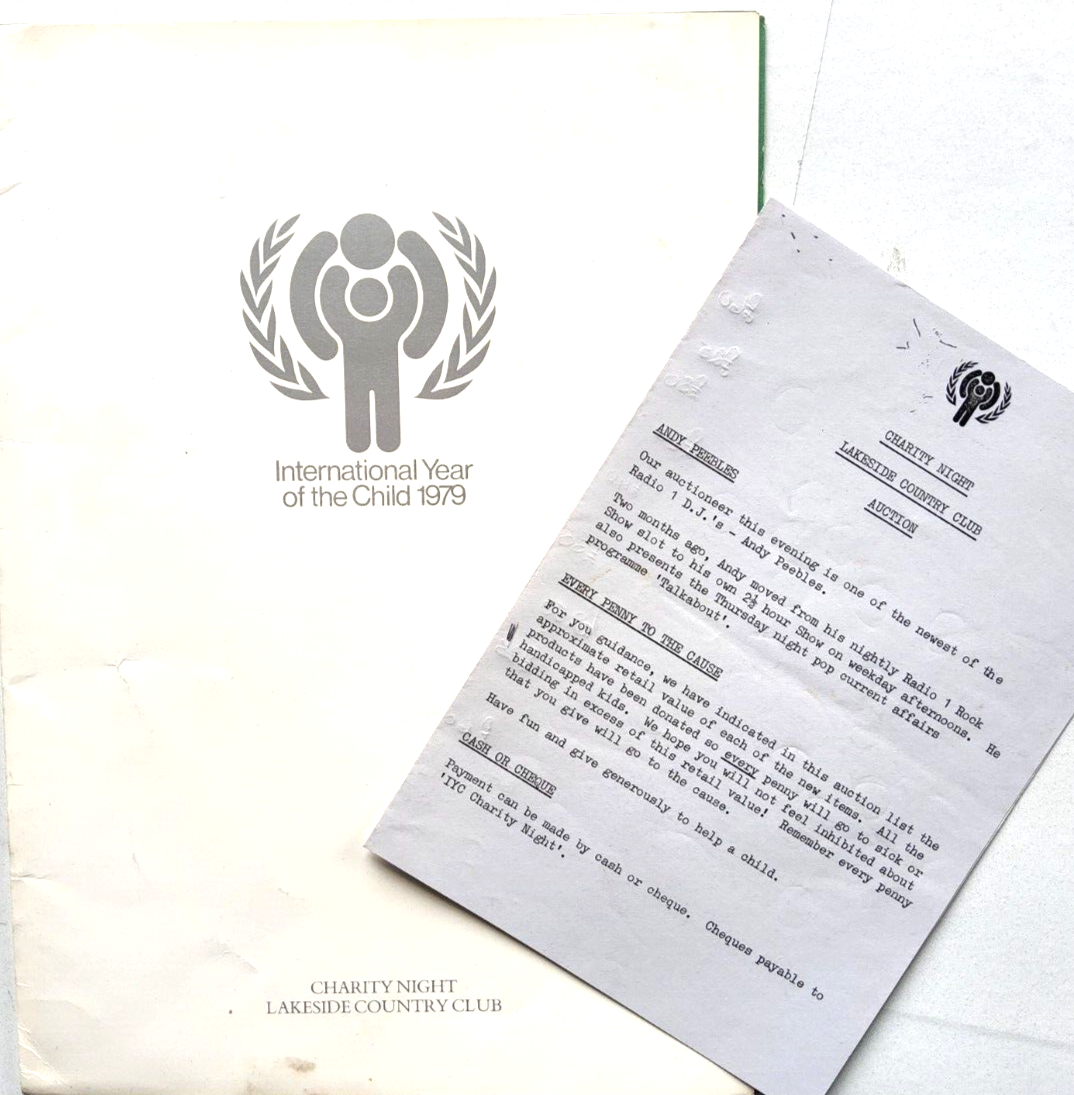 International Year
of the Child 1979
CHARITY NIGHT
LAKESIDE COUNTRY CLUB
CHARITY NIGHT
LAKESIDE COUNTRY CLUB
AUCTION
ANDY PEEBLES
Our auctioneer this evening is one of the newest of the
Radio 1 D.J.'s - Andy Peebles.
Two months ago, Andy moved from his nightly Radio 1 Rock
Show slot to his own 2½ hour Show on weekday afternoons. He
also presents the Thursday night pop current affairs
programme 'Talkabout'.
EVERY PENNY TO THE CAUSE
For you guidance, we have indicated in this auction list the
approximate retail value of each of the new items. All the
products have been donated so every penny will go to sick or
handicapped kids. We hope you will not feel inhibited about
bidding in excess of this retail value! Remember every penny
that you give will go to the cause.
Have fun and give generously to help a child.
CASH OR CHEQUE
Payment can be made by cash or cheque. Cheques payable to
'IYC Charity Night'.